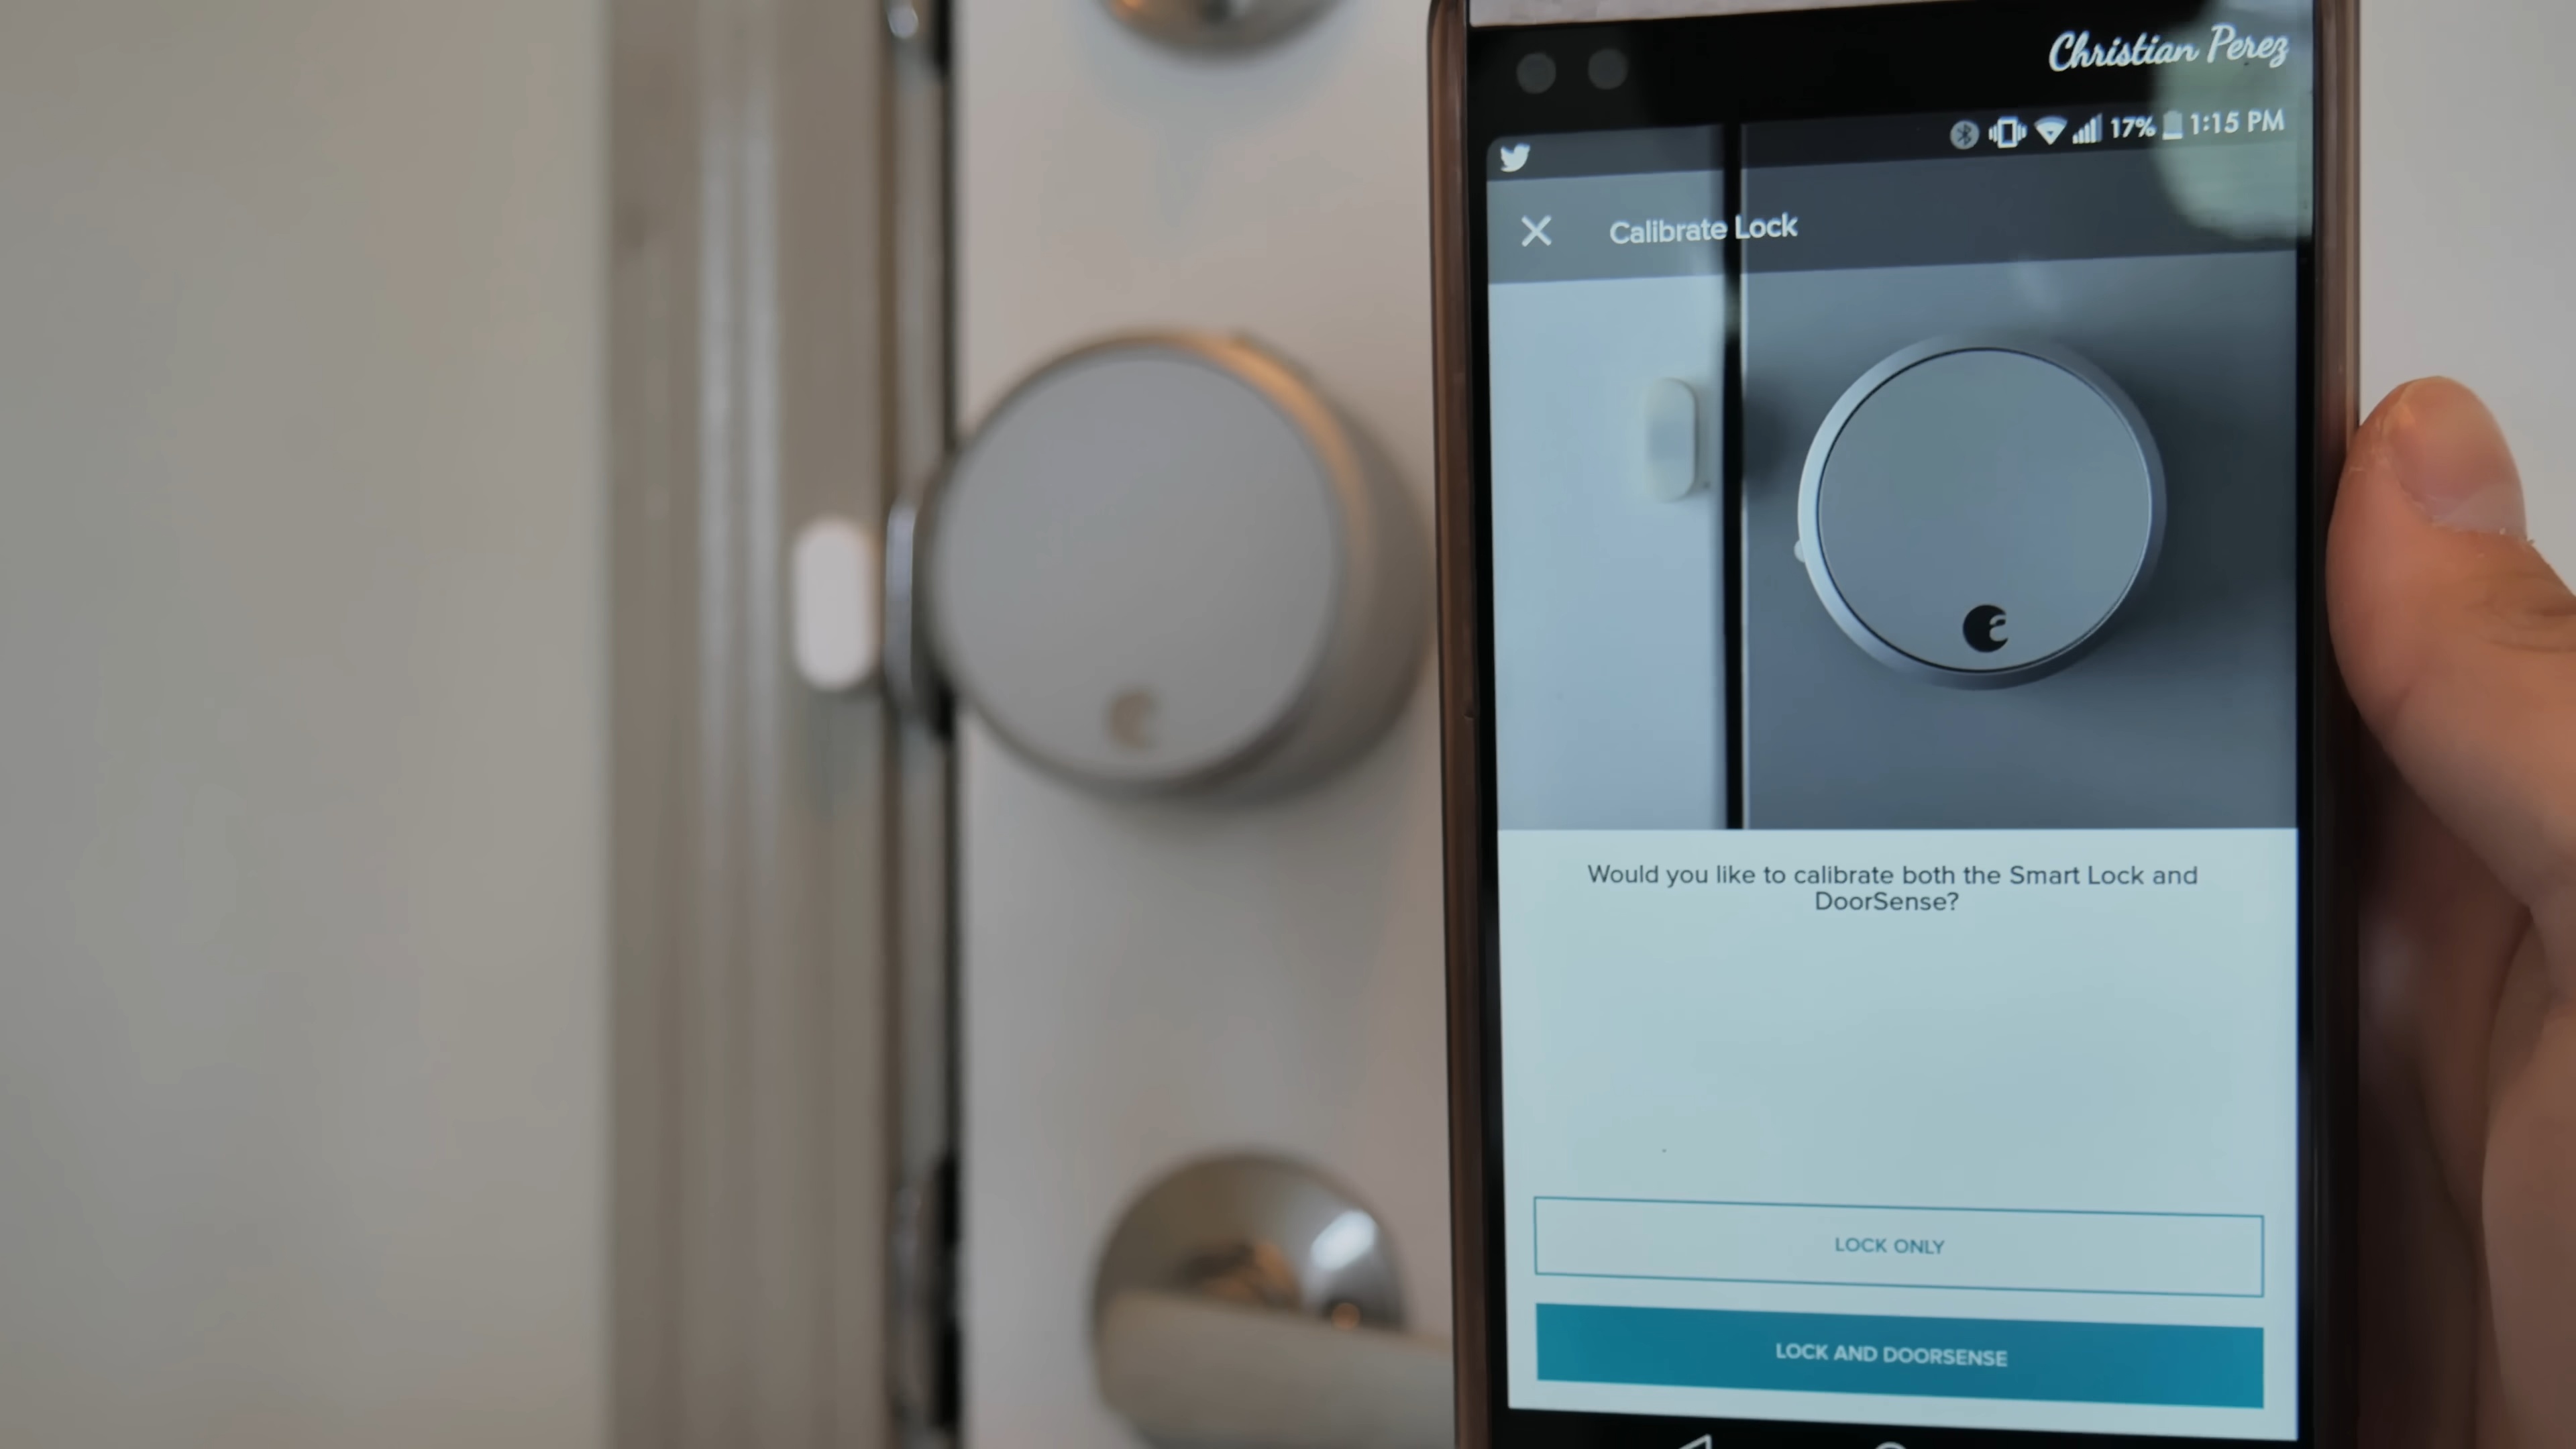 Christian Perez
17% 1:15 PM
Calibrate Lock
Would you like to calibrate both the Smart Lock and
DoorSense?
LOCK ONLY
LOCK AND DOORSENSE